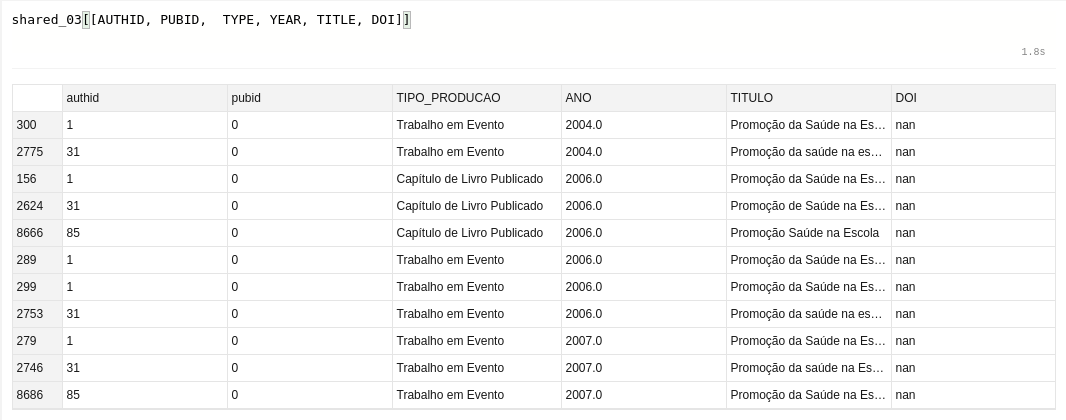 shared_03[[AUTHID, PUBID,  TYPE, YEAR, TITLE, DOI]]
1.8s
authid pubid TIPO_PRODUCAO ANO TITULO DOI
300 1 0 Trabalho em Evento 2004.0 Promoção da Saúde na Es… nan
2775 31 0 Trabalho em Evento 2004.0 Promoção da saúde na es… nan
156 1 0 Capítulo de Livro Publicado 2006.0 Promoção da Saúde na Es… nan
2624 31 0 Capítulo de Livro Publicado 2006.0 Promoção de Saúde na Es… nan
8666 85 0 Capítulo de Livro Publicado 2006.0 Promoção Saúde na Escola nan
289 1 0 Trabalho em Evento 2006.0 Promoção da Saúde na Es… nan
299 1 0 Trabalho em Evento 2006.0 Promoção da Saúde na Es… nan
2753 31 0 Trabalho em Evento 2006.0 Promoção da saúde na es… nan
279 1 0 Trabalho em Evento 2007.0 Promoção da Saúde na Es… nan
2746 31 0 Trabalho em Evento 2007.0 Promoção da saúde na Es… nan
8686 85 0 Trabalho em Evento 2007.0 Promoção da Saúde na Es… nan